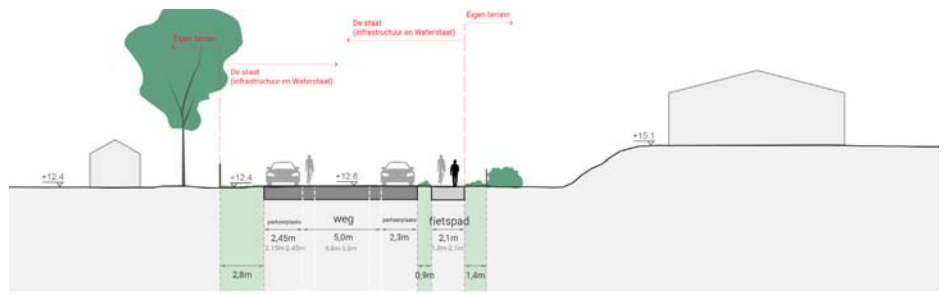 De staat
(infrastructuur en Waterstaat)
Eigen terrein
Eigen terrein
De staat
(infrastructuur en Waterstaat)
+15.1
+12.4
+12.4
+12.6
parkeerplaats
weg
parkeerplaats
fietspad
2,45m
5,0m
2,3m
2,1m
2,15m-2,45m
4,8m-5,0m
1,8m-2,1m
2,8m
0,9m
1,4m